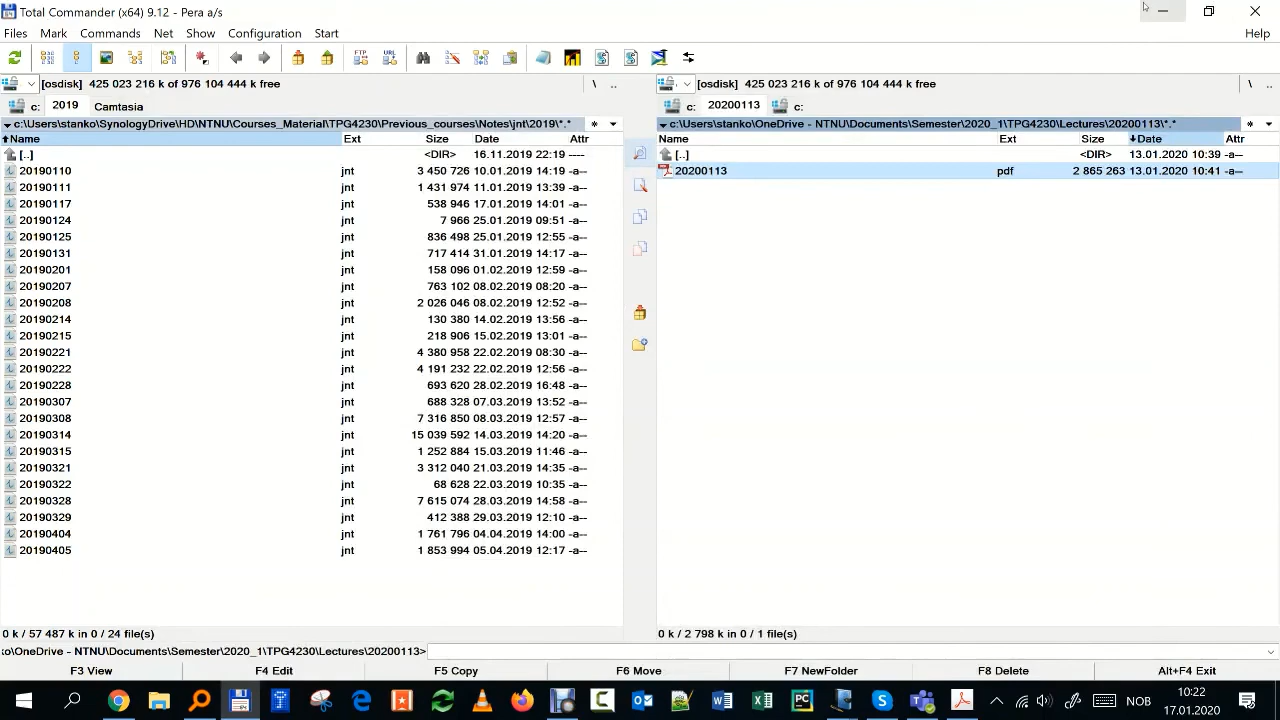 Total Commander (x64) 9.12 - Pera a/s
Files Mark Commands Net Show Configuration Start Help
FTP URL
[osdisk] 425 023 216 k of 976 104 444 k free \ .. [osdisk] 425 023 216 k of 976 104 444 k free \ ..
c: 2019 Camtasia c: 20200113 c:
c:\Users\stanko\SynologyDrive\HD\NTNU\Courses_Material\TPG4230\Previous_courses\Notes\jnt\2019\*.* * c:\Users\stanko\OneDrive - NTNU\Documents\Semester\2020_1\TPG4230\Lectures\20200113\*.* *
Name Ext Size Date Attr Name Ext Size Date Attr
[..] <DIR> 16.11.2019 22:19 ---- [..] <DIR> 13.01.2020 10:39 -a--
20190110 jnt 3 450 726 10.01.2019 14:19 -a-- 20200113 pdf 2 865 263 13.01.2020 10:41 -a--
20190111 jnt 1 431 974 11.01.2019 13:39 -a--
20190117 jnt 538 946 17.01.2019 14:01 -a--
20190124 jnt 7 966 25.01.2019 09:51 -a--
20190125 jnt 836 498 25.01.2019 12:55 -a--
20190131 jnt 717 414 31.01.2019 14:17 -a--
20190201 jnt 158 096 01.02.2019 12:59 -a--
20190207 jnt 763 102 08.02.2019 08:20 -a--
20190208 jnt 2 026 046 08.02.2019 12:52 -a--
20190214 jnt 130 380 14.02.2019 13:56 -a--
20190215 jnt 218 906 15.02.2019 13:01 -a--
20190221 jnt 4 380 958 22.02.2019 08:30 -a--
20190222 jnt 4 191 232 22.02.2019 12:56 -a--
20190228 jnt 693 620 28.02.2019 16:48 -a--
20190307 jnt 688 328 07.03.2019 13:52 -a--
20190308 jnt 7 316 850 08.03.2019 12:57 -a--
20190314 jnt 15 039 592 14.03.2019 14:20 -a--
20190315 jnt 1 252 884 15.03.2019 11:46 -a--
20190321 jnt 3 312 040 21.03.2019 14:35 -a--
20190322 jnt 68 628 22.03.2019 10:35 -a--
20190328 jnt 7 615 074 28.03.2019 14:58 -a--
20190329 jnt 412 388 29.03.2019 12:10 -a--
20190404 jnt 1 761 796 04.04.2019 14:00 -a--
20190405 jnt 1 853 994 05.04.2019 12:17 -a--
0 k / 57 487 k in 0 / 24 file(s) 0 k / 2 798 k in 0 / 1 file(s)
ko\OneDrive - NTNU\Documents\Semester\2020_1\TPG4230\Lectures\20200113>
F3 View F4 Edit F5 Copy F6 Move F7 NewFolder F8 Delete Alt+F4 Exit
NOB 10:22
17.01.2020